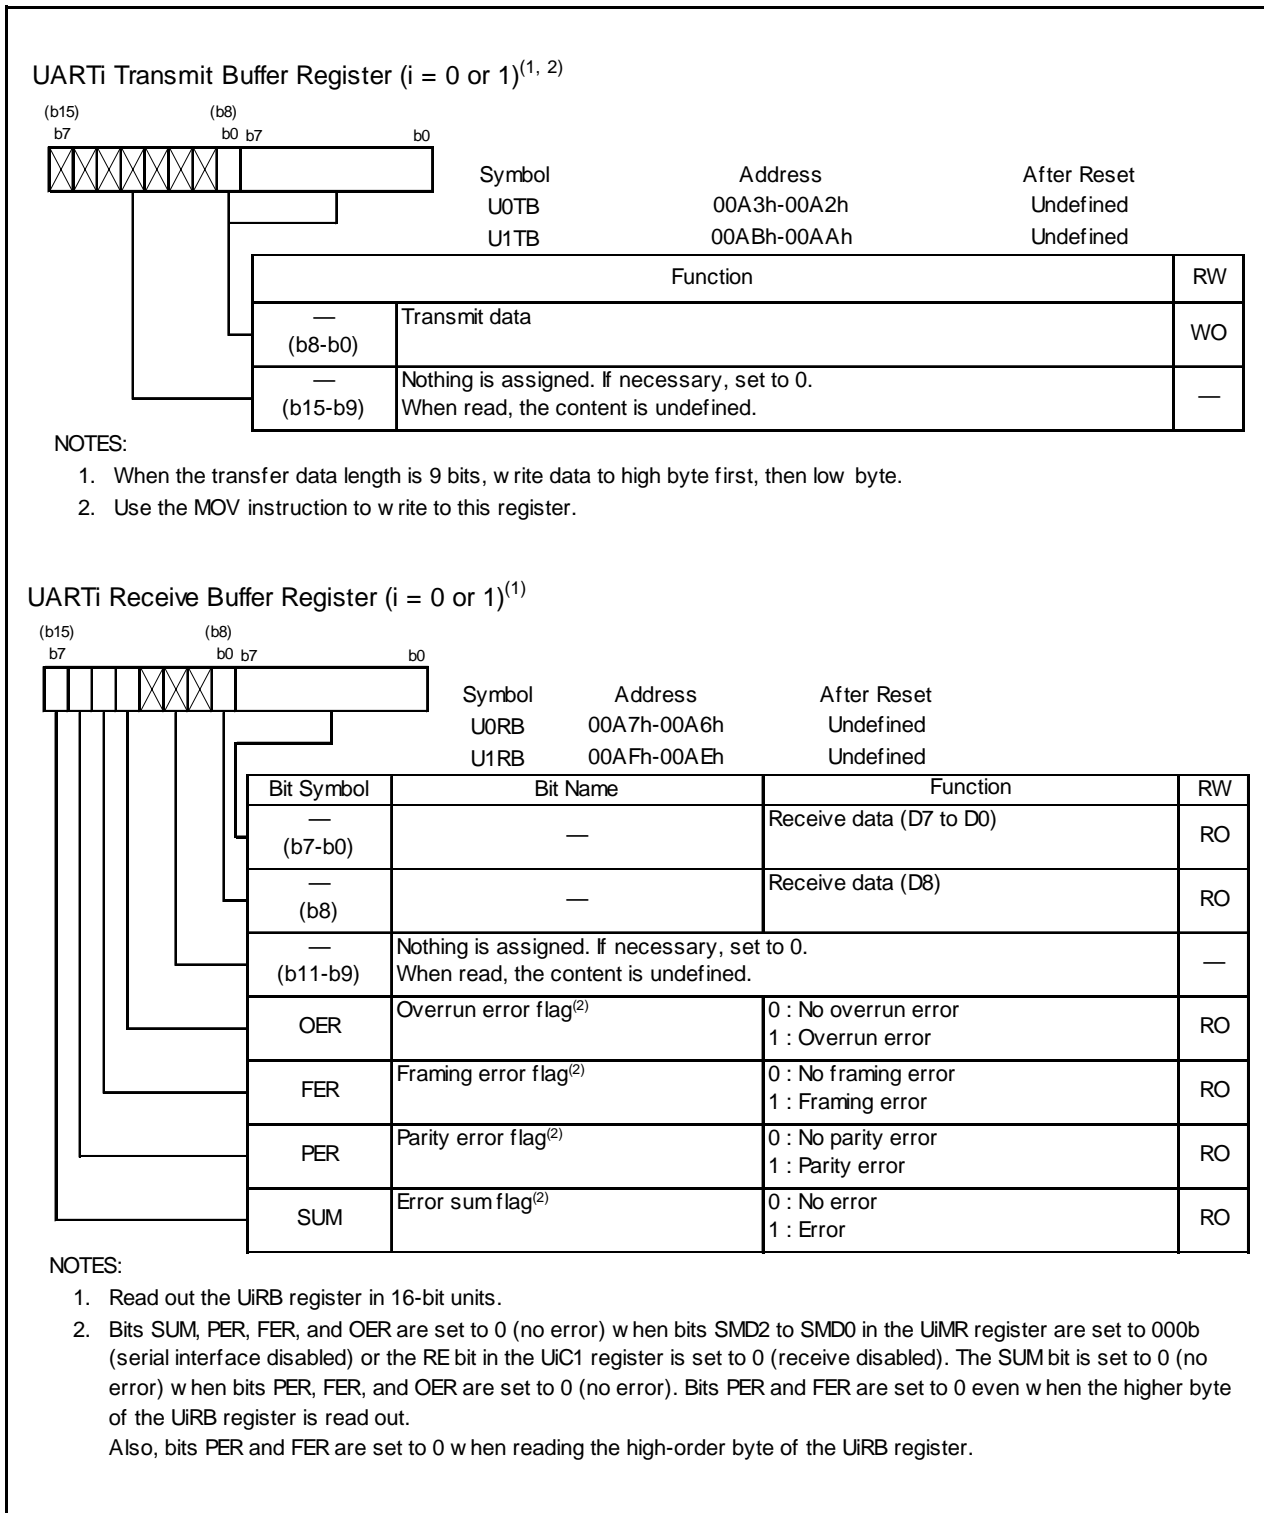 UARTi Transmit Buffer Register (i = 0 or 1)(1, 2)
(b15) (b8)
b7 b0 b7 b0
Symbol Address After Reset
U0TB 00A3h-00A2h Undefined
U1TB 00ABh-00AAh Undefined
Function RW
— Transmit data
(b8-b0) WO
— Nothing is assigned. If necessary, set to 0.
(b15-b9) When read, the content is undefined. —
NOTES:
1. When the transfer data length is 9 bits, write data to high byte first, then low byte.
2. Use the MOV instruction to write to this register.
UARTi Receive Buffer Register (i = 0 or 1)(1)
(b15) (b8)
b7 b0 b7 b0
Symbol Address After Reset
U0RB 00A7h-00A6h Undefined
U1RB 00AFh-00AEh Undefined
Bit Symbol Bit Name Function RW
— (b7-b0) — Receive data (D7 to D0) RO
— (b8) — Receive data (D8) RO
— Nothing is assigned. If necessary, set to 0.
(b11-b9) When read, the content is undefined. —
OER Overrun error flag(2) 0 : No overrun error
1 : Overrun error RO
FER Framing error flag(2) 0 : No framing error
1 : Framing error RO
PER Parity error flag(2) 0 : No parity error
1 : Parity error RO
SUM Error sum flag(2) 0 : No error
1 : Error RO
NOTES:
1. Read out the UiRB register in 16-bit units.
2. Bits SUM, PER, FER, and OER are set to 0 (no error) when bits SMD2 to SMD0 in the UiMR register are set to 000b
(serial interface disabled) or the RE bit in the UiC1 register is set to 0 (receive disabled). The SUM bit is set to 0 (no
error) when bits PER, FER, and OER are set to 0 (no error). Bits PER and FER are set to 0 even when the higher byte
of the UiRB register is read out.
Also, bits PER and FER are set to 0 when reading the high-order byte of the UiRB register.